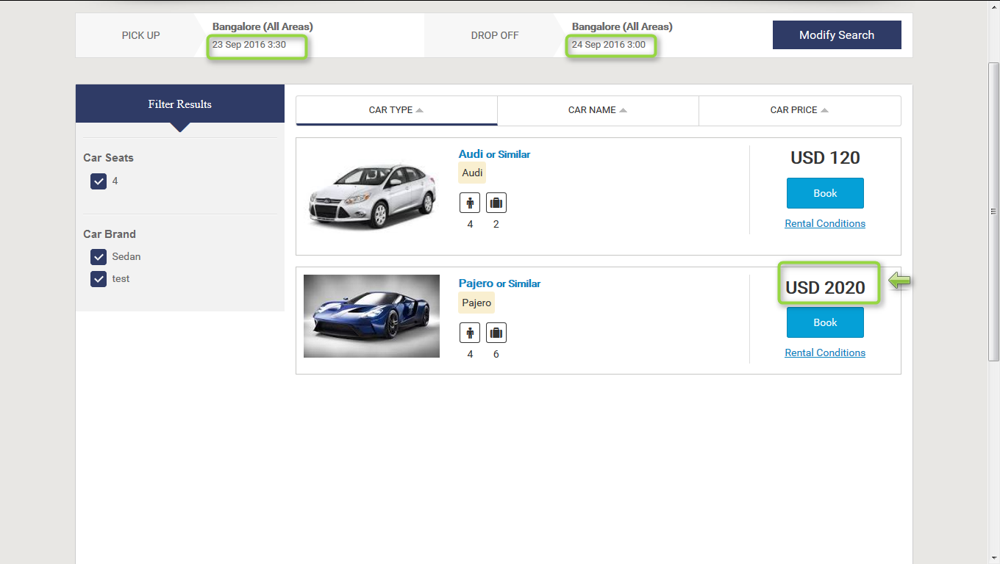 PICK UP
Bangalore (All Areas)
23 Sep 2016 3:30
DROP OFF
Bangalore (All Areas)
24 Sep 2016 3:00
Modify Search
Filter Results
Car Seats
4
Car Brand
Sedan
test
CAR TYPE
CAR NAME
CAR PRICE
Audi or Similar
Audi
4 2
USD 120
Book
Rental Conditions
Pajero or Similar
Pajero
4 6
USD 2020
Book
Rental Conditions